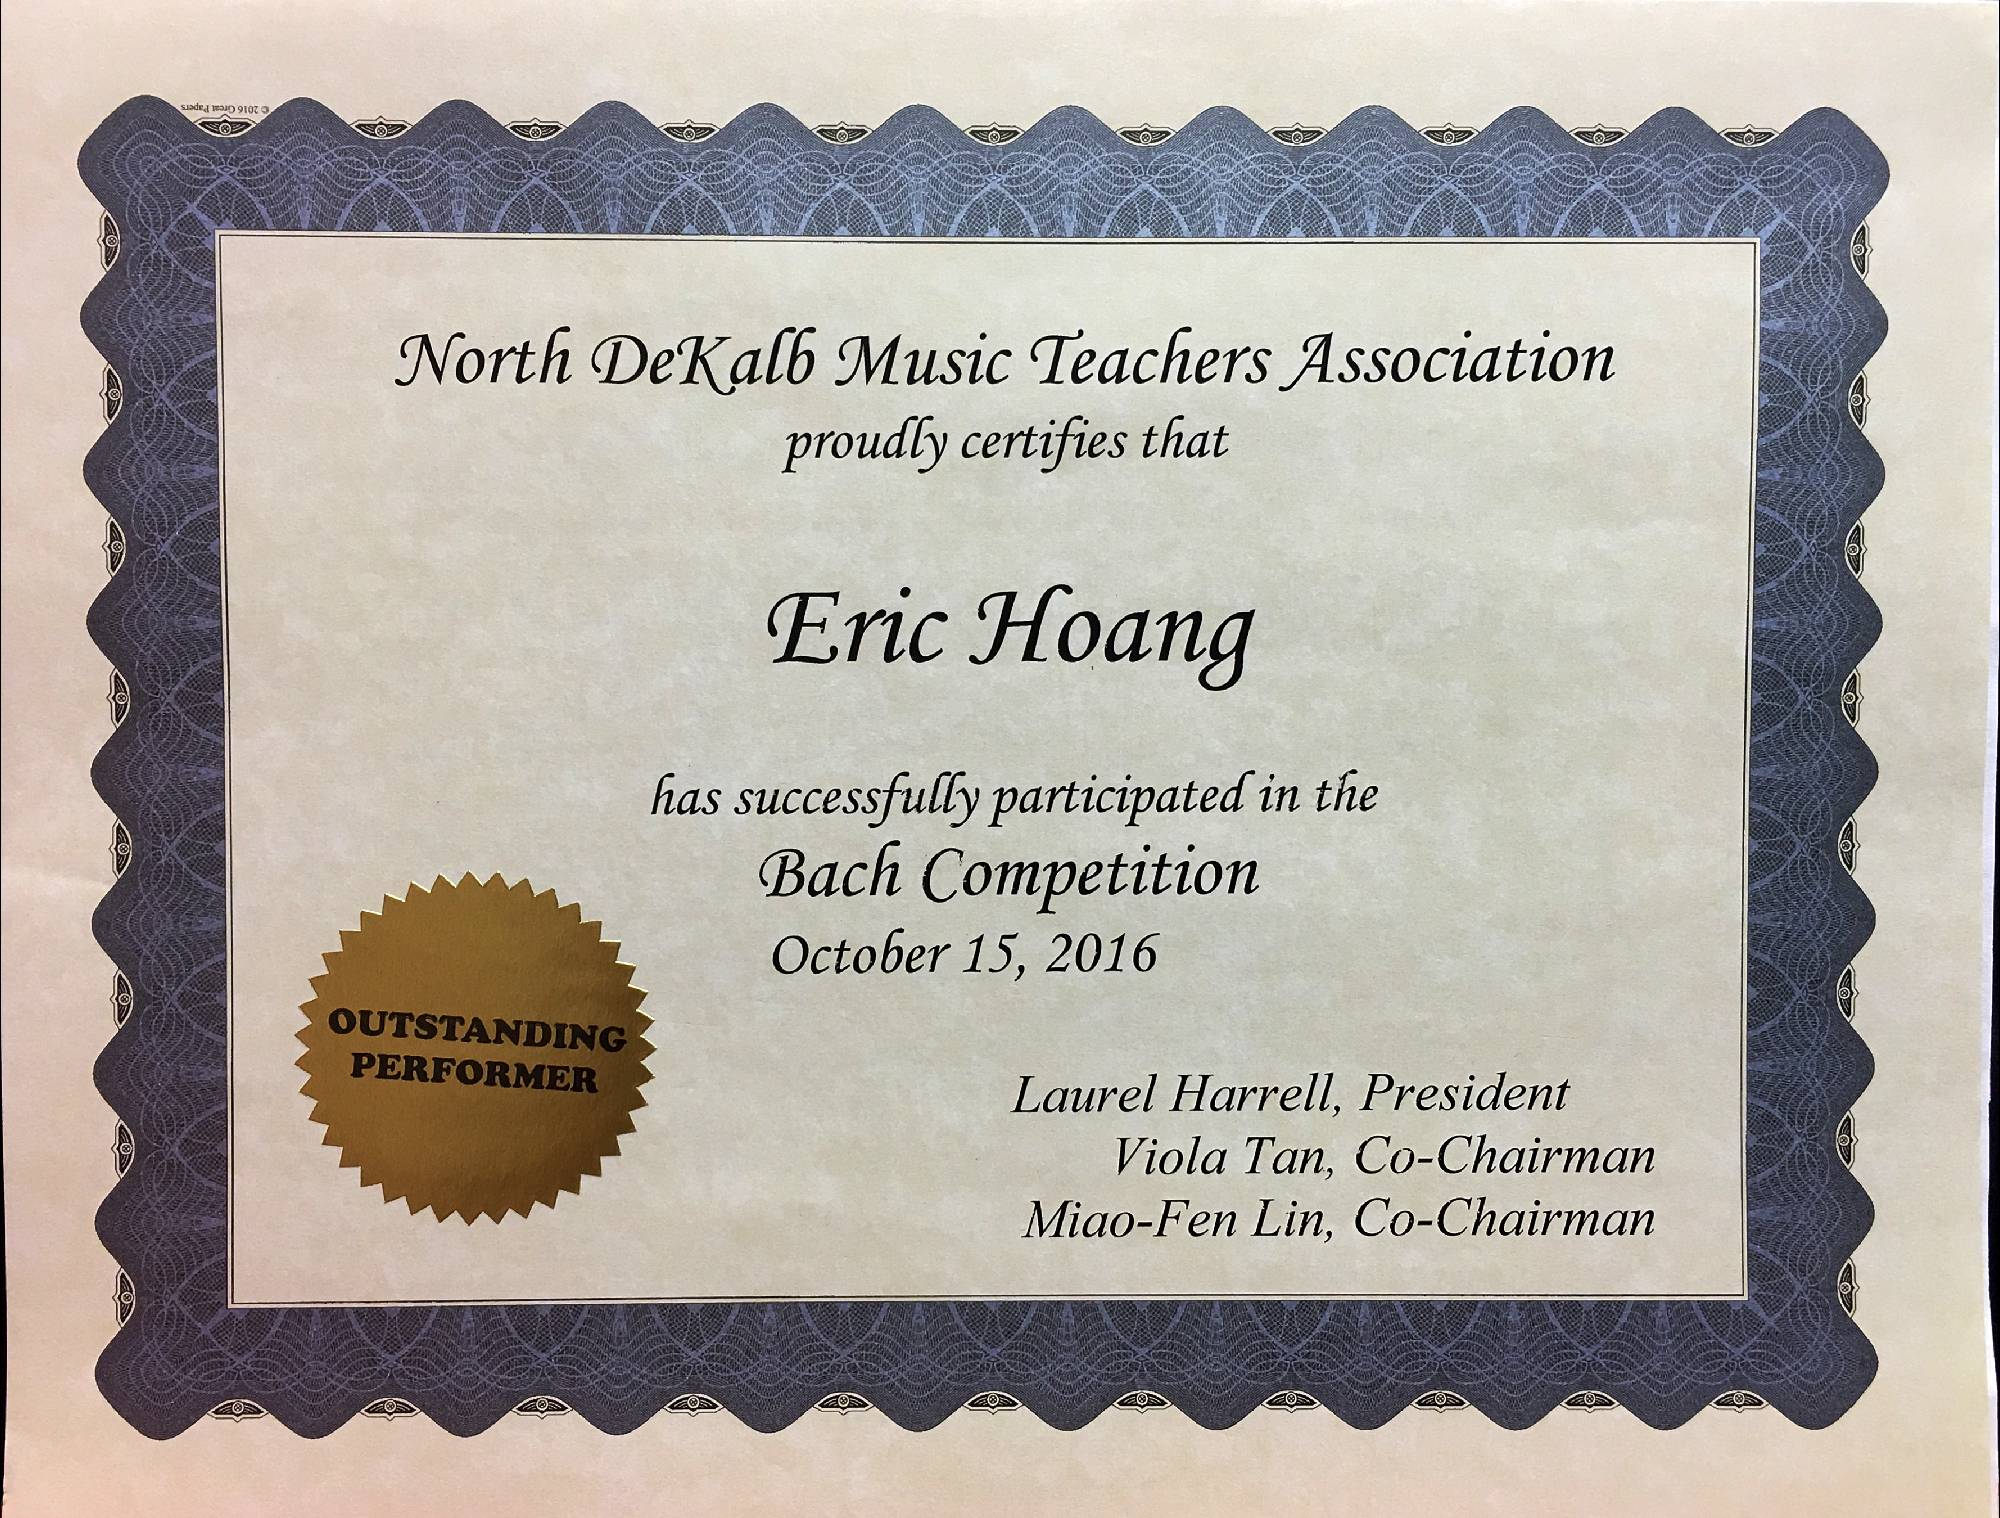 © 2016 Great Papers
North DeKalb Music Teachers Association
proudly certifies that
Eric Hoang
has successfully participated in the
Bach Competition
October 15, 2016
OUTSTANDING
PERFORMER
Laurel Harrell, President
Viola Tan, Co-Chairman
Miao-Fen Lin, Co-Chairman